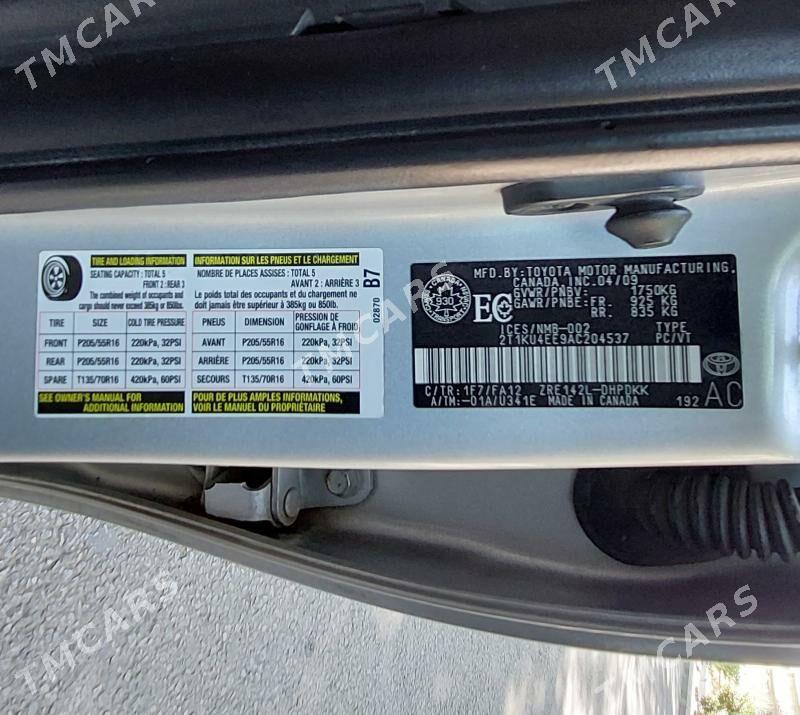 TMCARS
TMCARS
TIRE AND LOADING INFORMATION
SEATING CAPACITY : TOTAL 5
FRONT 2 : REAR 3
The combined weight of occupants and
cargo should never exceed 385kg or 850lbs.
TIRE SIZE COLD TIRE PRESSURE
FRONT P205/55R16 220kPa, 32PSI
REAR P205/55R16 220kPa, 32PSI
SPARE T135/70R16 420kPa, 60PSI
SEE OWNER'S MANUAL FOR
ADDITIONAL INFORMATION
INFORMATION SUR LES PNEUS ET LE CHARGEMENT
NOMBRE DE PLACES ASSISES : TOTAL 5
AVANT 2 : ARRIÈRE 3
Le poids total des occupants et du chargement ne
doit jamais être supérieur à 385kg ou 850lb.
PNEUS DIMENSION PRESSION DE
GONFLAGE À FROID
AVANT P205/55R16 220kPa, 32PSI
ARRIÈRE P205/55R16 220kPa, 32PSI
SECOURS T135/70R16 420kPa, 60PSI
POUR DE PLUS AMPLES INFORMATIONS,
VOIR LE MANUEL DU PROPRIÉTAIRE
02870 B7
MFD.BY:TOYOTA MOTOR MANUFACTURING,
CANADA INC.04/09
GVWR/PNBV: 1750KG
GAWR/PNBE:FR. 925 KG
RR. 835 KG
CANADA
930
EC
ICES/NMB-002 TYPE
2T1KU4EE9AC204537 PC/VT
C/TR:1F7/FA12 ZRE142L-DHPDKK
A/TM:-01A/U341E MADE IN CANADA 192 AC
TMCARS
TMCARS
TMCARS
TMCARS
TMCARS